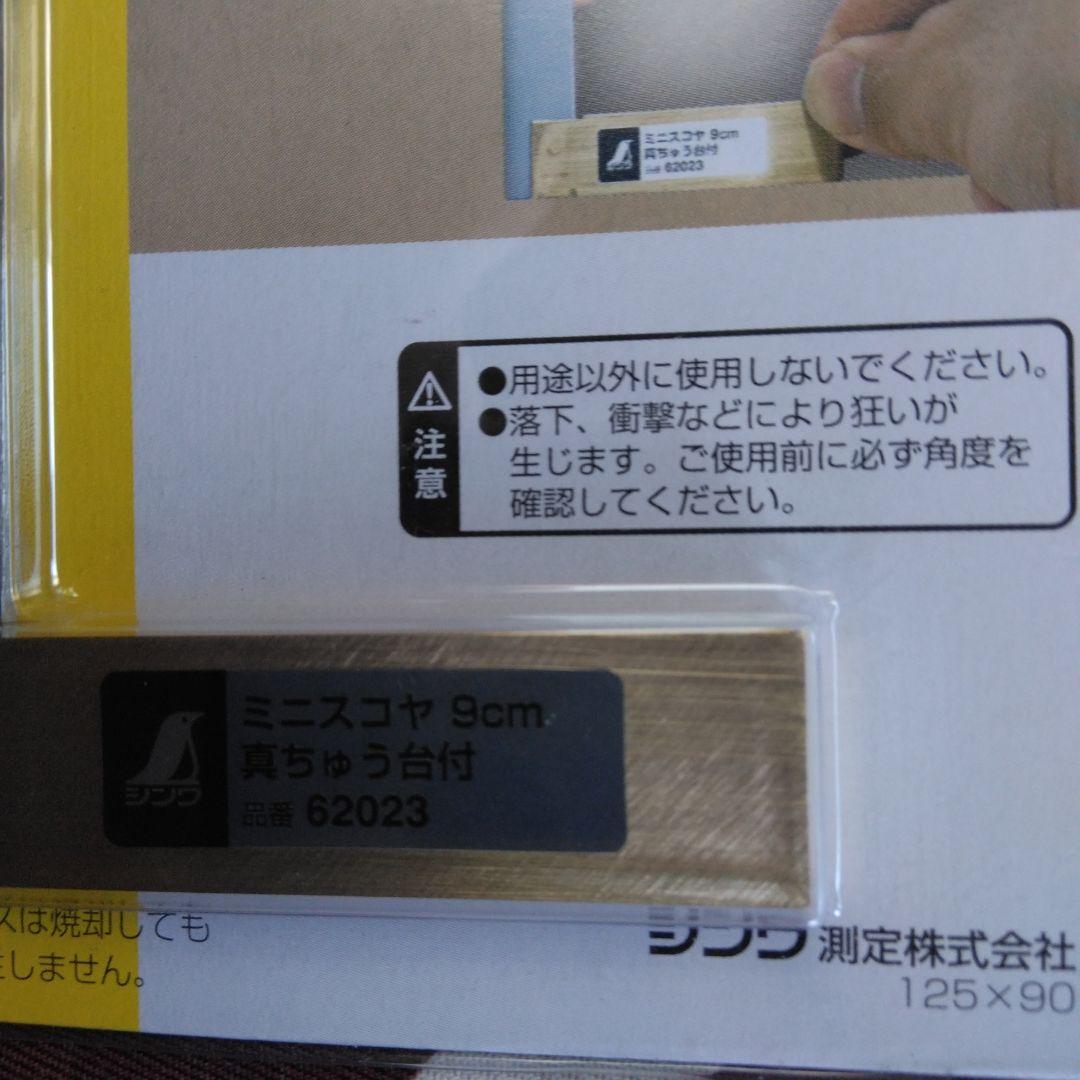 ミニスコヤ 9cm
真ちゅう台付
62023
注意
●用途以外に使用しないでください。
●落下、衝撃などにより狂いが
生じます。ご使用前に必ず角度を
確認してください。
シンワ
ミニスコヤ 9cm
真ちゅう台付
品番 62023
スは焼却しても
生しません。
シンワ測定株式会社
125×90